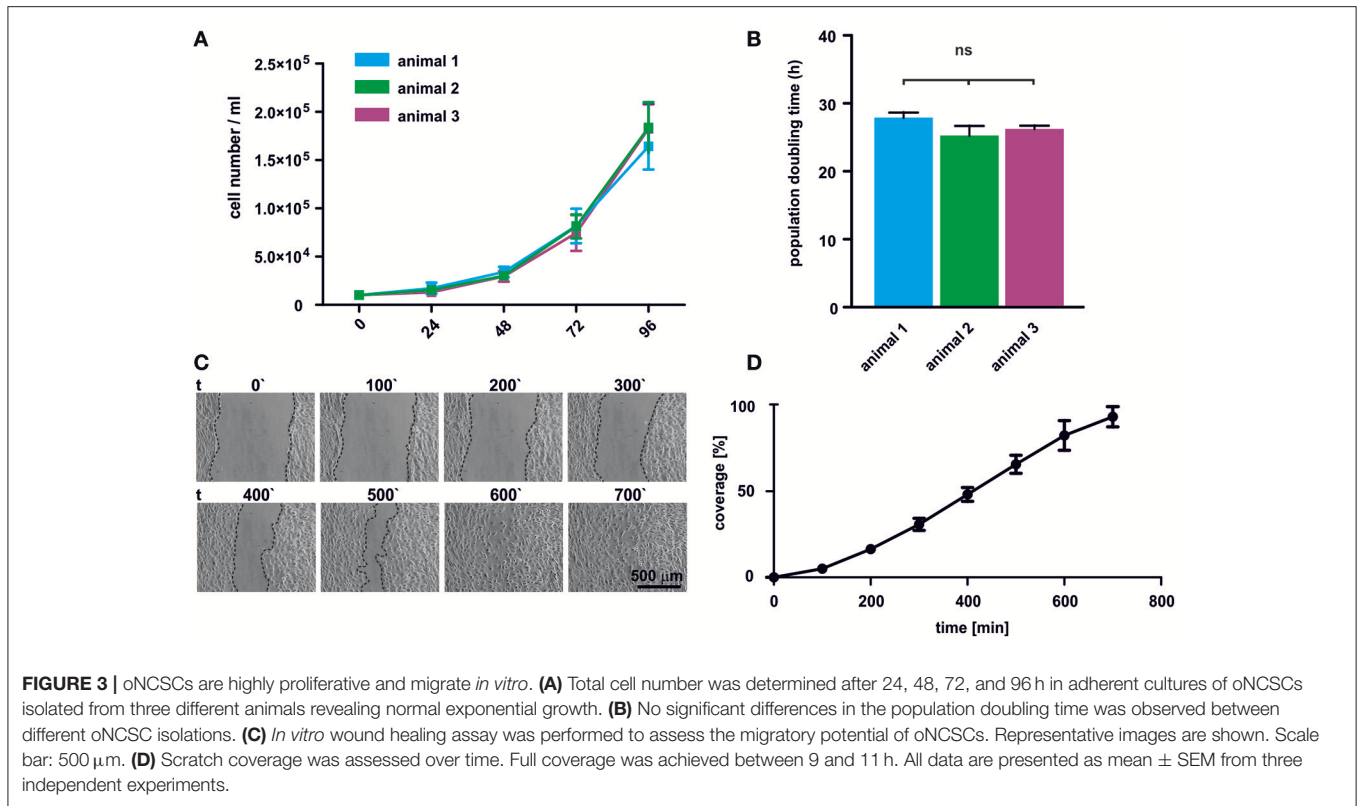 A
2.5×10⁵
2.0×10⁵
1.5×10⁵
1.0×10⁵
5.0×10⁴
0
cell number / ml
animal 1
animal 2
animal 3
0
24
48
72
96
B
40
30
20
10
0
population doubling time (h)
ns
animal 1
animal 2
animal 3
C
t 0` 100` 200` 300`
t 400` 500` 600` 700`
500 µm
D
100
50
0
coverage [%]
0 200 400 600 800
time [min]
FIGURE 3 | oNCSCs are highly proliferative and migrate in vitro. (A) Total cell number was determined after 24, 48, 72, and 96 h in adherent cultures of oNCSCs
isolated from three different animals revealing normal exponential growth. (B) No significant differences in the population doubling time was observed between
different oNCSC isolations. (C) In vitro wound healing assay was performed to assess the migratory potential of oNCSCs. Representative images are shown. Scale
bar: 500 µm. (D) Scratch coverage was assessed over time. Full coverage was achieved between 9 and 11 h. All data are presented as mean ± SEM from three
independent experiments.